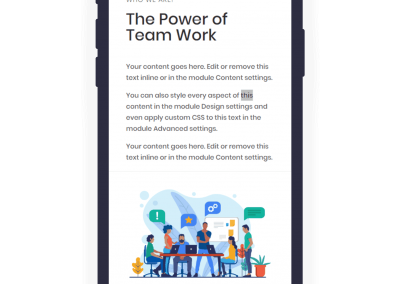 WHO WE ARE?
The Power of
Team Work
Your content goes here. Edit or remove this
text inline or in the module Content settings.
You can also style every aspect of this
content in the module Design settings and
even apply custom CSS to this text in the
module Advanced settings.
Your content goes here. Edit or remove this
text inline or in the module Content settings.